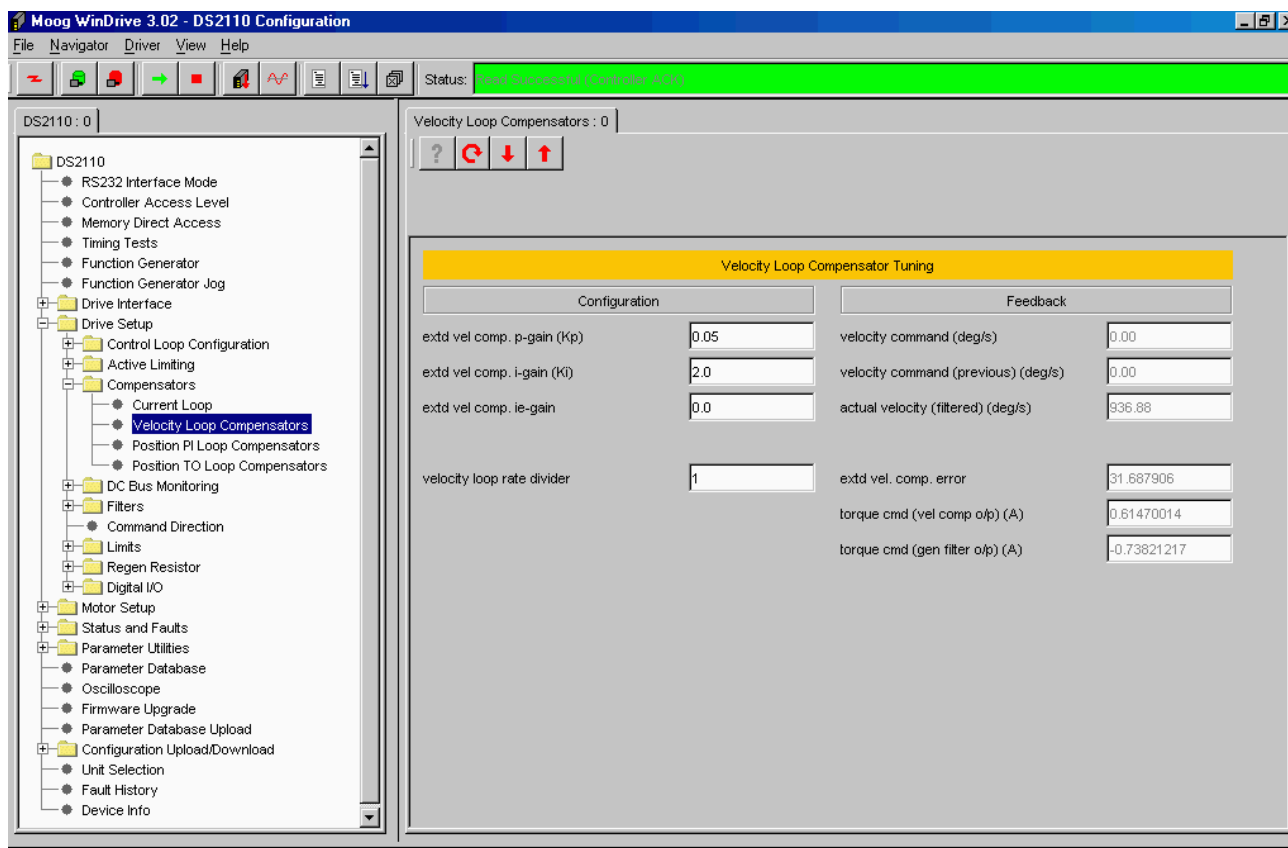 Moog WinDrive 3.02 - DS2110 Configuration
File Navigator Driver View Help
Status: Read Successful (Controller ACK)
DS2110 : 0
DS2110
RS232 Interface Mode
Controller Access Level
Memory Direct Access
Timing Tests
Function Generator
Function Generator Jog
Drive Interface
Drive Setup
Control Loop Configuration
Active Limiting
Compensators
Current Loop
Velocity Loop Compensators
Position PI Loop Compensators
Position TO Loop Compensators
DC Bus Monitoring
Filters
Command Direction
Limits
Regen Resistor
Digital I/O
Motor Setup
Status and Faults
Parameter Utilities
Parameter Database
Oscilloscope
Firmware Upgrade
Parameter Database Upload
Configuration Upload/Download
Unit Selection
Fault History
Device Info
Velocity Loop Compensators : 0
?
Velocity Loop Compensator Tuning
Configuration
extd vel comp. p-gain (Kp) 0.05
extd vel comp. i-gain (Ki) 2.0
extd vel comp. ie-gain 0.0
velocity loop rate divider 1
Feedback
velocity command (deg/s) 0.00
velocity command (previous) (deg/s) 0.00
actual velocity (filtered) (deg/s) 936.88
extd vel. comp. error 31.687906
torque cmd (vel comp o/p) (A) 0.61470014
torque cmd (gen filter o/p) (A) -0.73821217